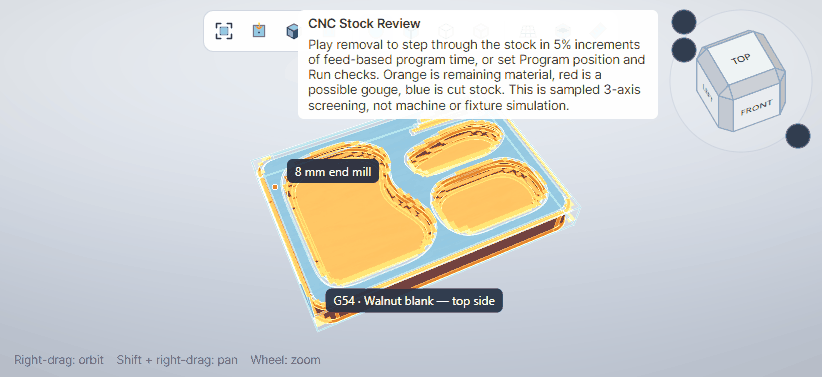 CNC Stock Review
Play removal to step through the stock in 5% increments
of feed-based program time, or set Program position and
Run checks. Orange is remaining material, red is a
possible gouge, blue is cut stock. This is sampled 3-axis
screening, not machine or fixture simulation.
TOP
LEFT
FRONT
8 mm end mill
G54 · Walnut blank — top side
Right-drag: orbit Shift + right-drag: pan Wheel: zoom